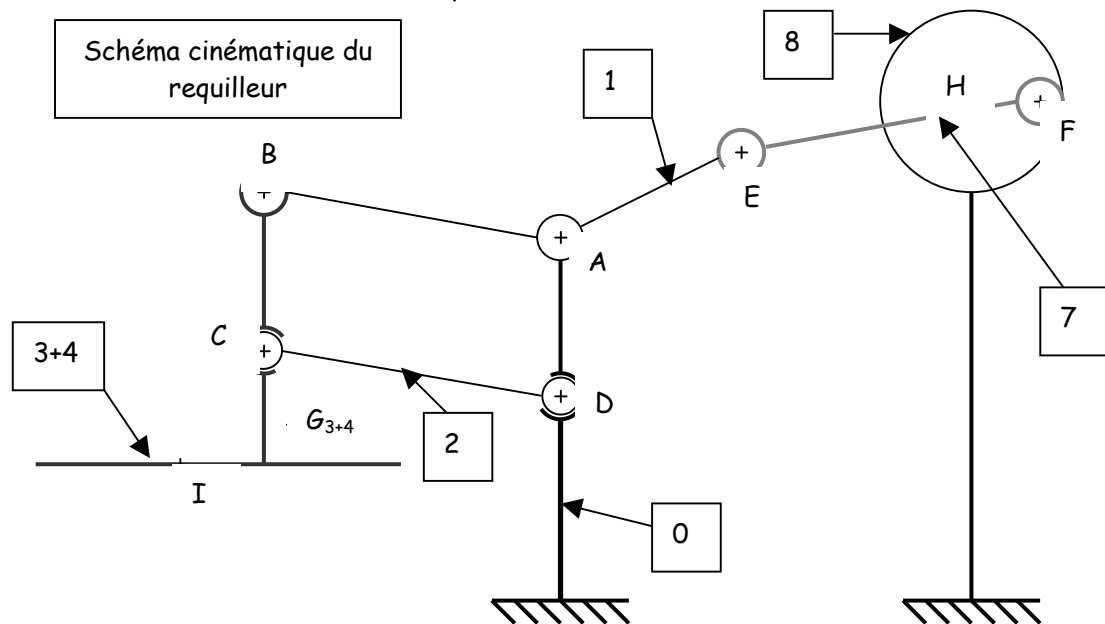 Schéma cinématique du
requilleur
8
1
H
F
B
E
A
C
3+4
7
D
G3+4
2
I
0